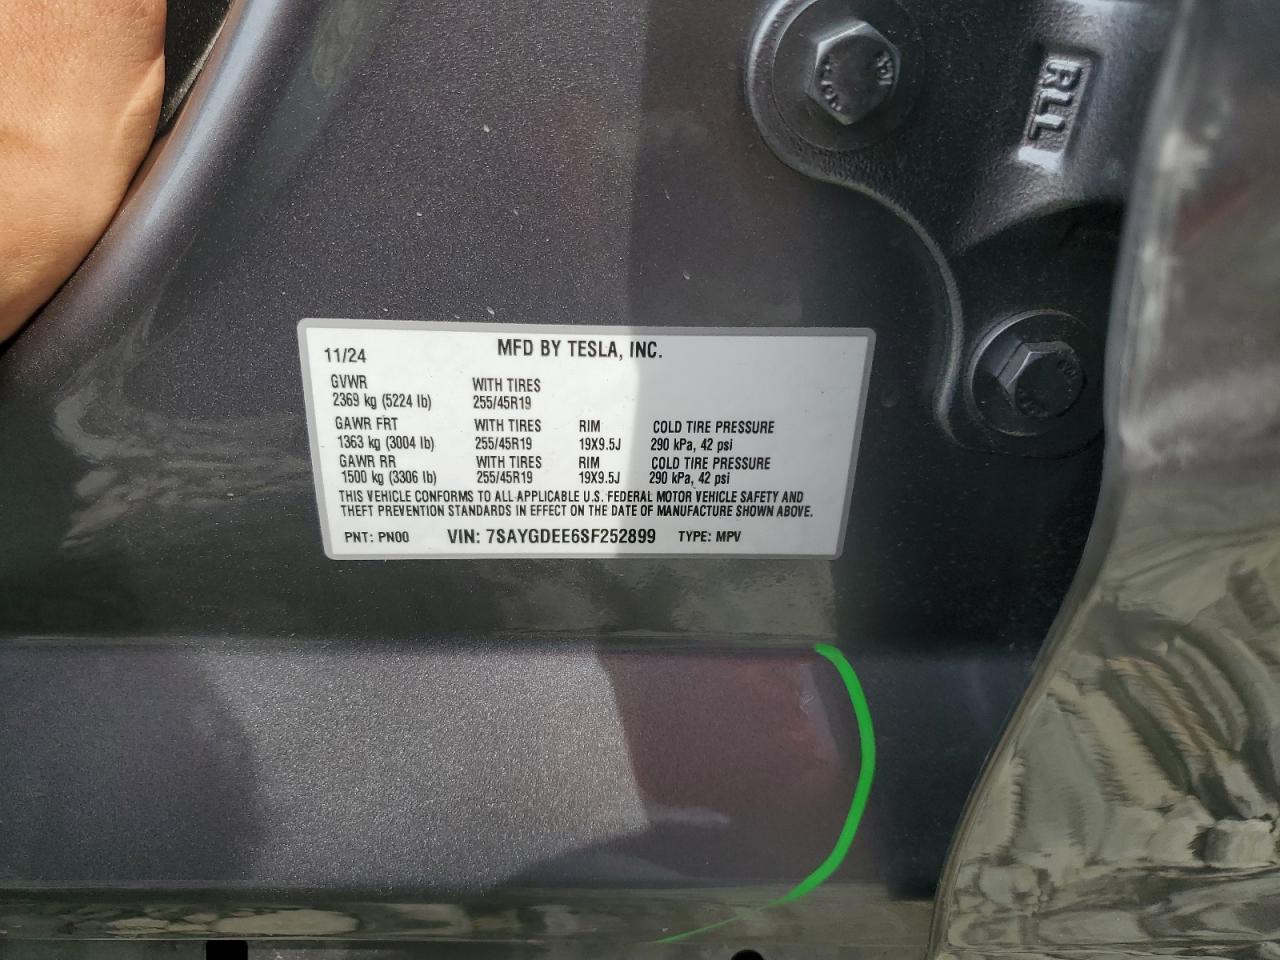 RL1
11/24 MFD BY TESLA, INC.
GVWR WITH TIRES
2369 kg (5224 lb) 255/45R19
GAWR FRT WITH TIRES RIM COLD TIRE PRESSURE
1363 kg (3004 lb) 255/45R19 19X9.5J 290 kPa, 42 psi
GAWR RR WITH TIRES RIM COLD TIRE PRESSURE
1500 kg (3306 lb) 255/45R19 19X9.5J 290 kPa, 42 psi
THIS VEHICLE CONFORMS TO ALL APPLICABLE U.S. FEDERAL MOTOR VEHICLE SAFETY AND
THEFT PREVENTION STANDARDS IN EFFECT ON THE DATE OF MANUFACTURE SHOWN ABOVE.
PNT: PN00 VIN: 7SAYGDEE6SF252899 TYPE: MPV